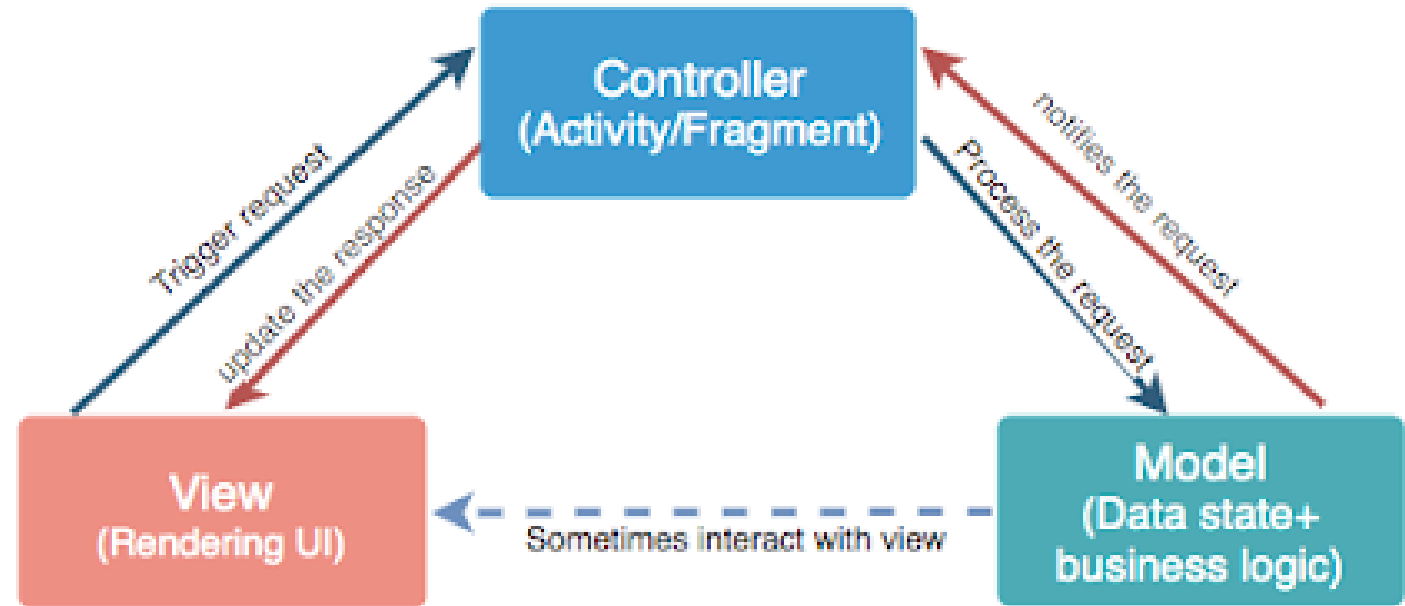 Controller
(Activity/Fragment)
Trigger request
update the response
Process the request
notifies the request
View
(Rendering UI)
Sometimes interact with view
Model
(Data state+
business logic)